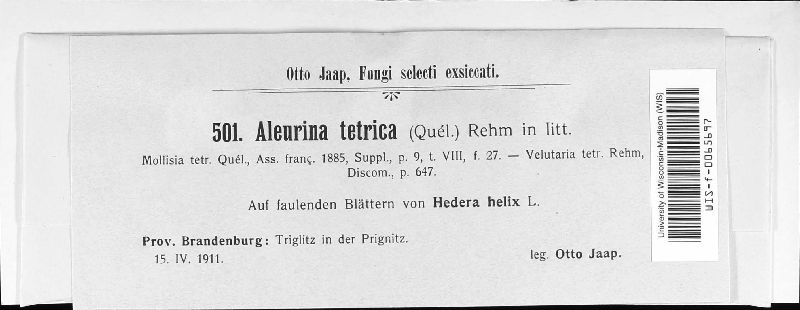 Otto Jaap, Fungi selecti exsiccati.
501. Aleurina tetrica (Quél.) Rehm in litt.
Mollisia tetr. Quél., Ass. franç. 1885, Suppl., p. 9, t. VIII, f. 27. — Velutaria tetr. Rehm,
Discom., p. 647.
Auf faulenden Blättern von Hedera helix L.
Prov. Brandenburg: Triglitz in der Prignitz.
15. IV. 1911.
leg. Otto Jaap.
University of Wisconsin-Madison (WIS)
WIS-f-0065697